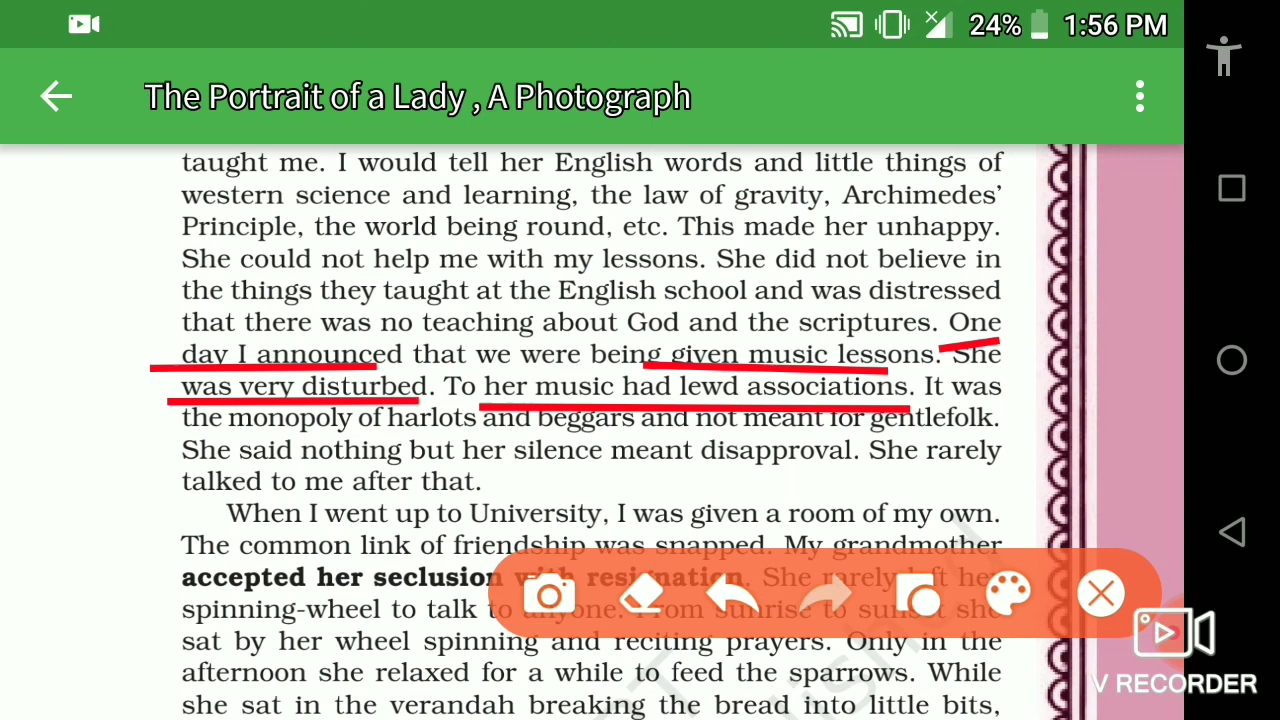 24% 1:56 PM
The Portrait of a Lady , A Photograph
taught me. I would tell her English words and little things of
western science and learning, the law of gravity, Archimedes’
Principle, the world being round, etc. This made her unhappy.
She could not help me with my lessons. She did not believe in
the things they taught at the English school and was distressed
that there was no teaching about God and the scriptures. One
day I announced that we were being given music lessons. She
was very disturbed. To her music had lewd associations. It was
the monopoly of harlots and beggars and not meant for gentlefolk.
She said nothing but her silence meant disapproval. She rarely
talked to me after that.
When I went up to University, I was given a room of my own.
The common link of friendship was snapped. My grandmother
accepted her seclusion with resignation. She rarely left her
spinning-wheel to talk to anyone. From sunrise to sunset she
sat by her wheel spinning and reciting prayers. Only in the
afternoon she relaxed for a while to feed the sparrows. While
she sat in the verandah breaking the bread into little bits,
V RECORDER